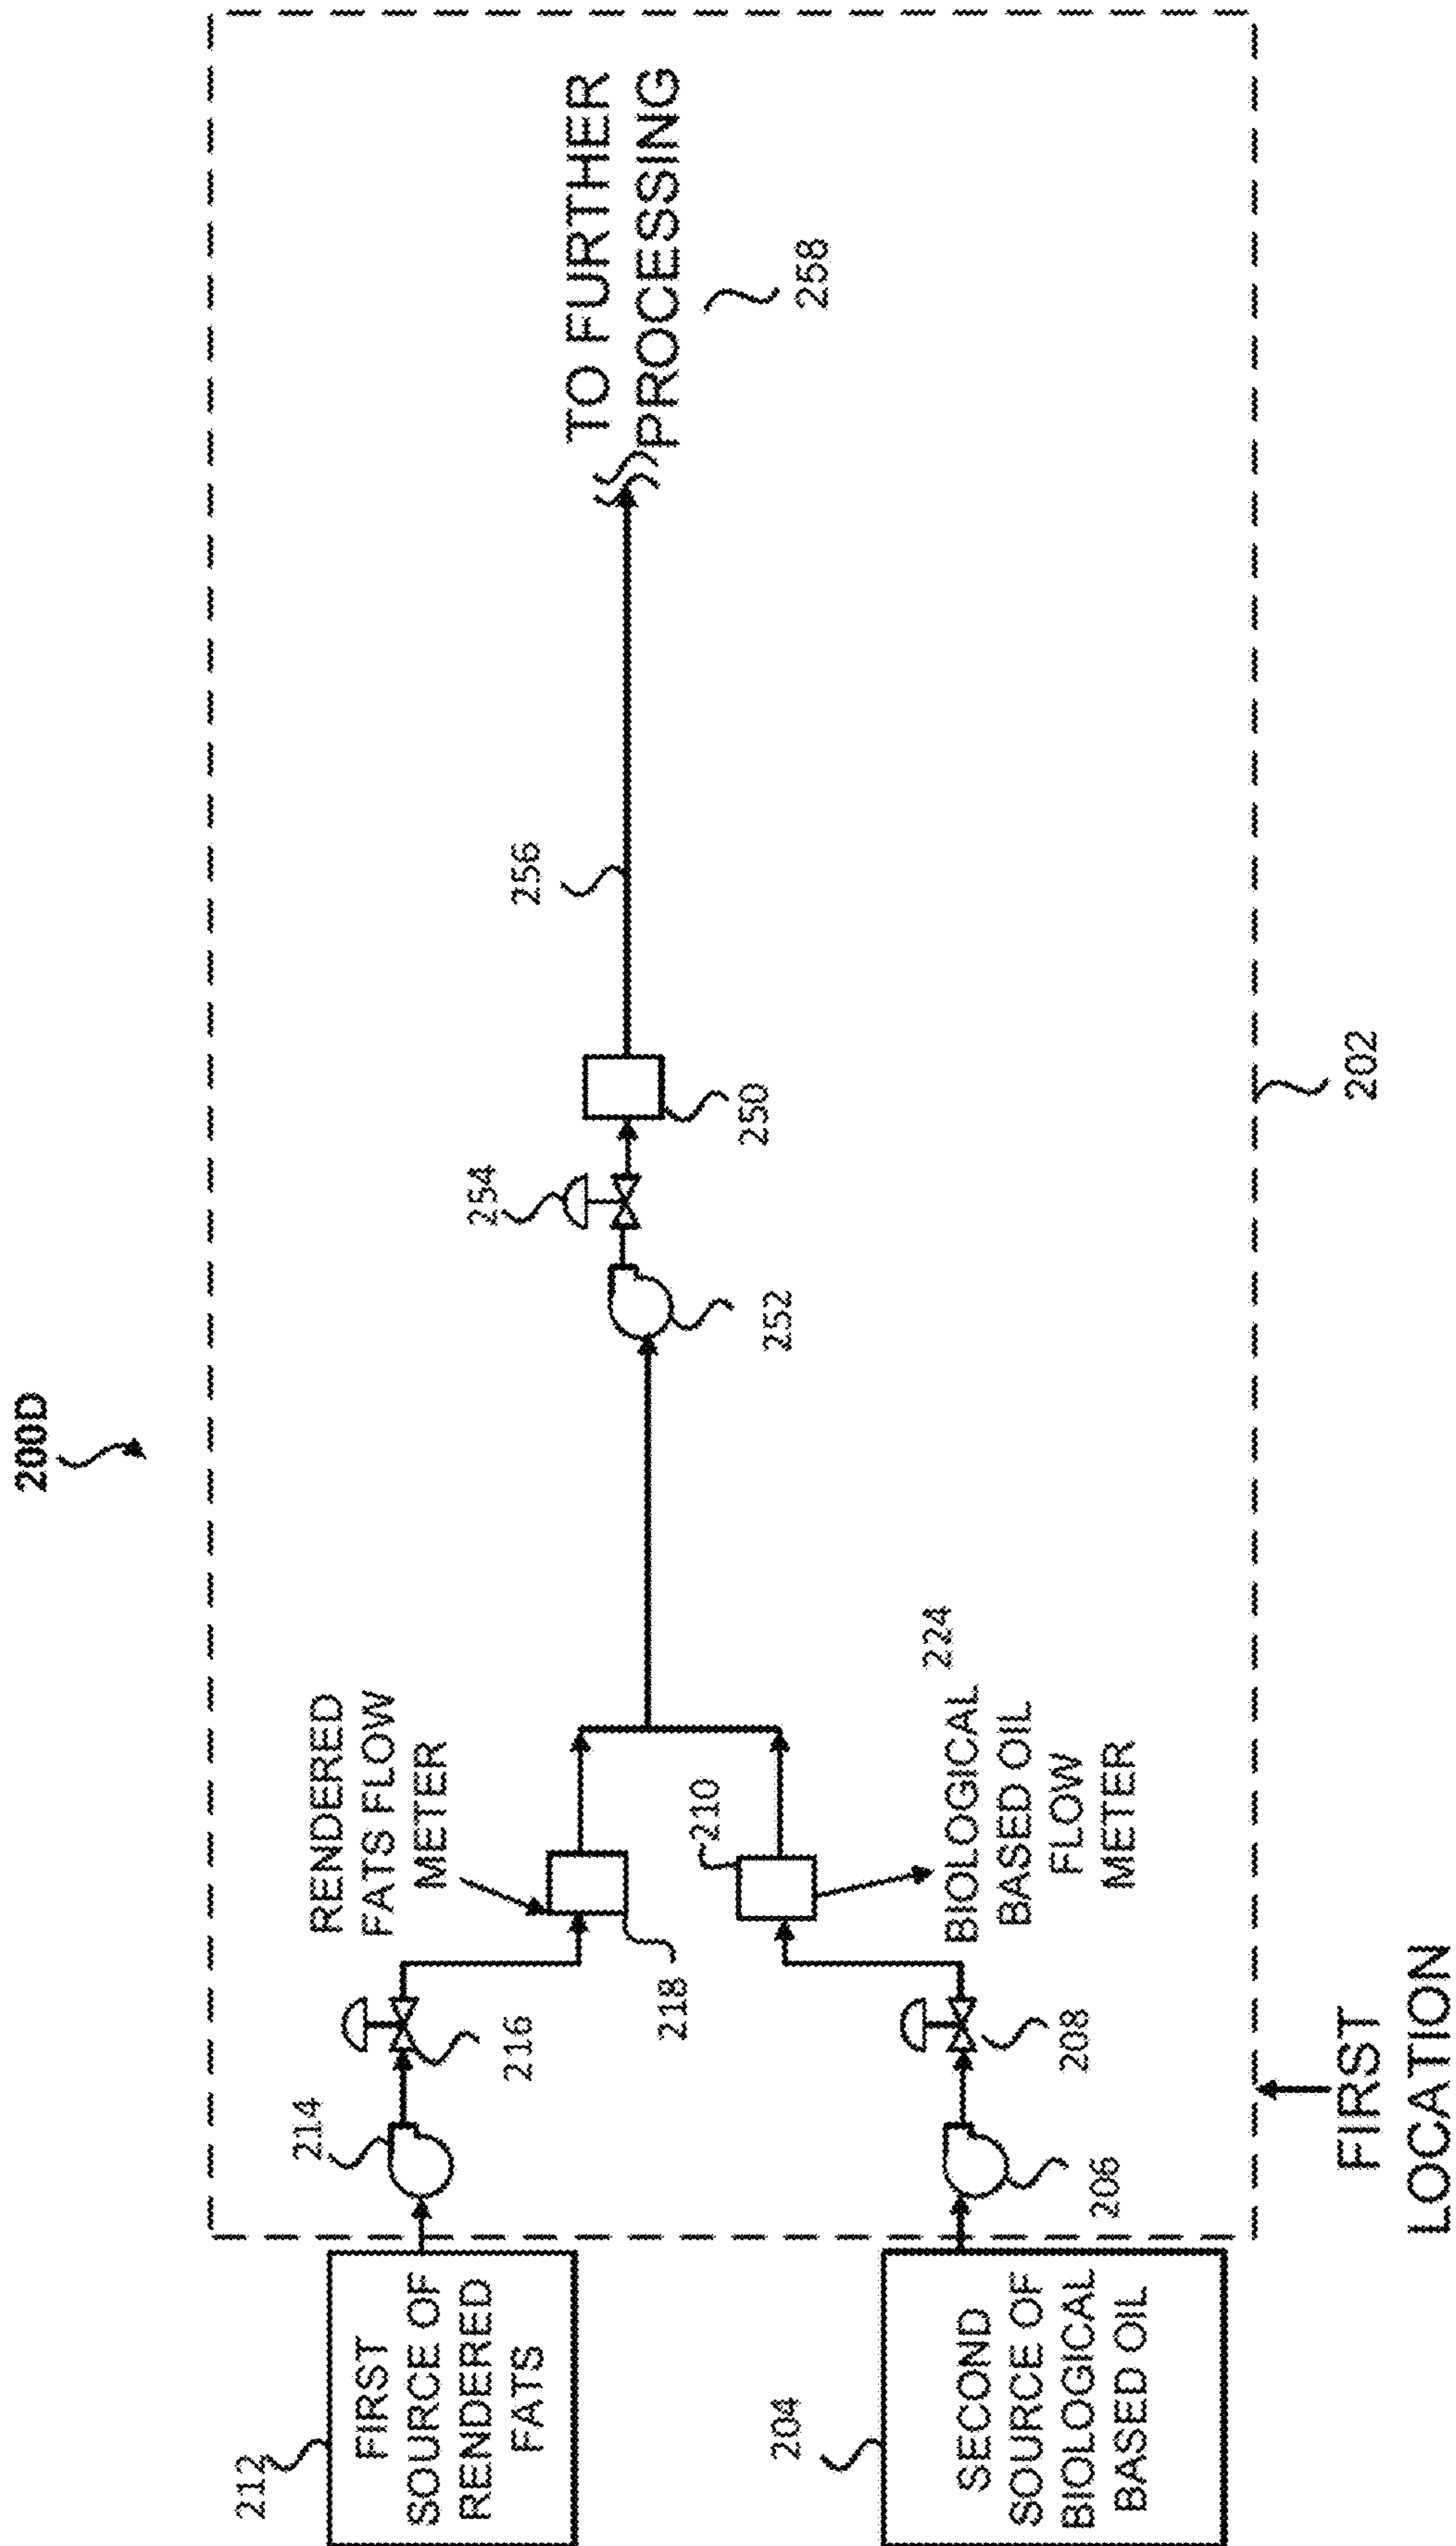 200D
212
FIRST
SOURCE OF
RENDERED
FATS
214
216
RENDERED
FATS FLOW
METER
218
254
252
250
256
TO FURTHER
PROCESSING
258
204
SECOND
SOURCE OF
BIOLOGICAL
BASED OIL
206
208
210
224
BIOLOGICAL
BASED OIL
FLOW
METER
202
FIRST
LOCATION